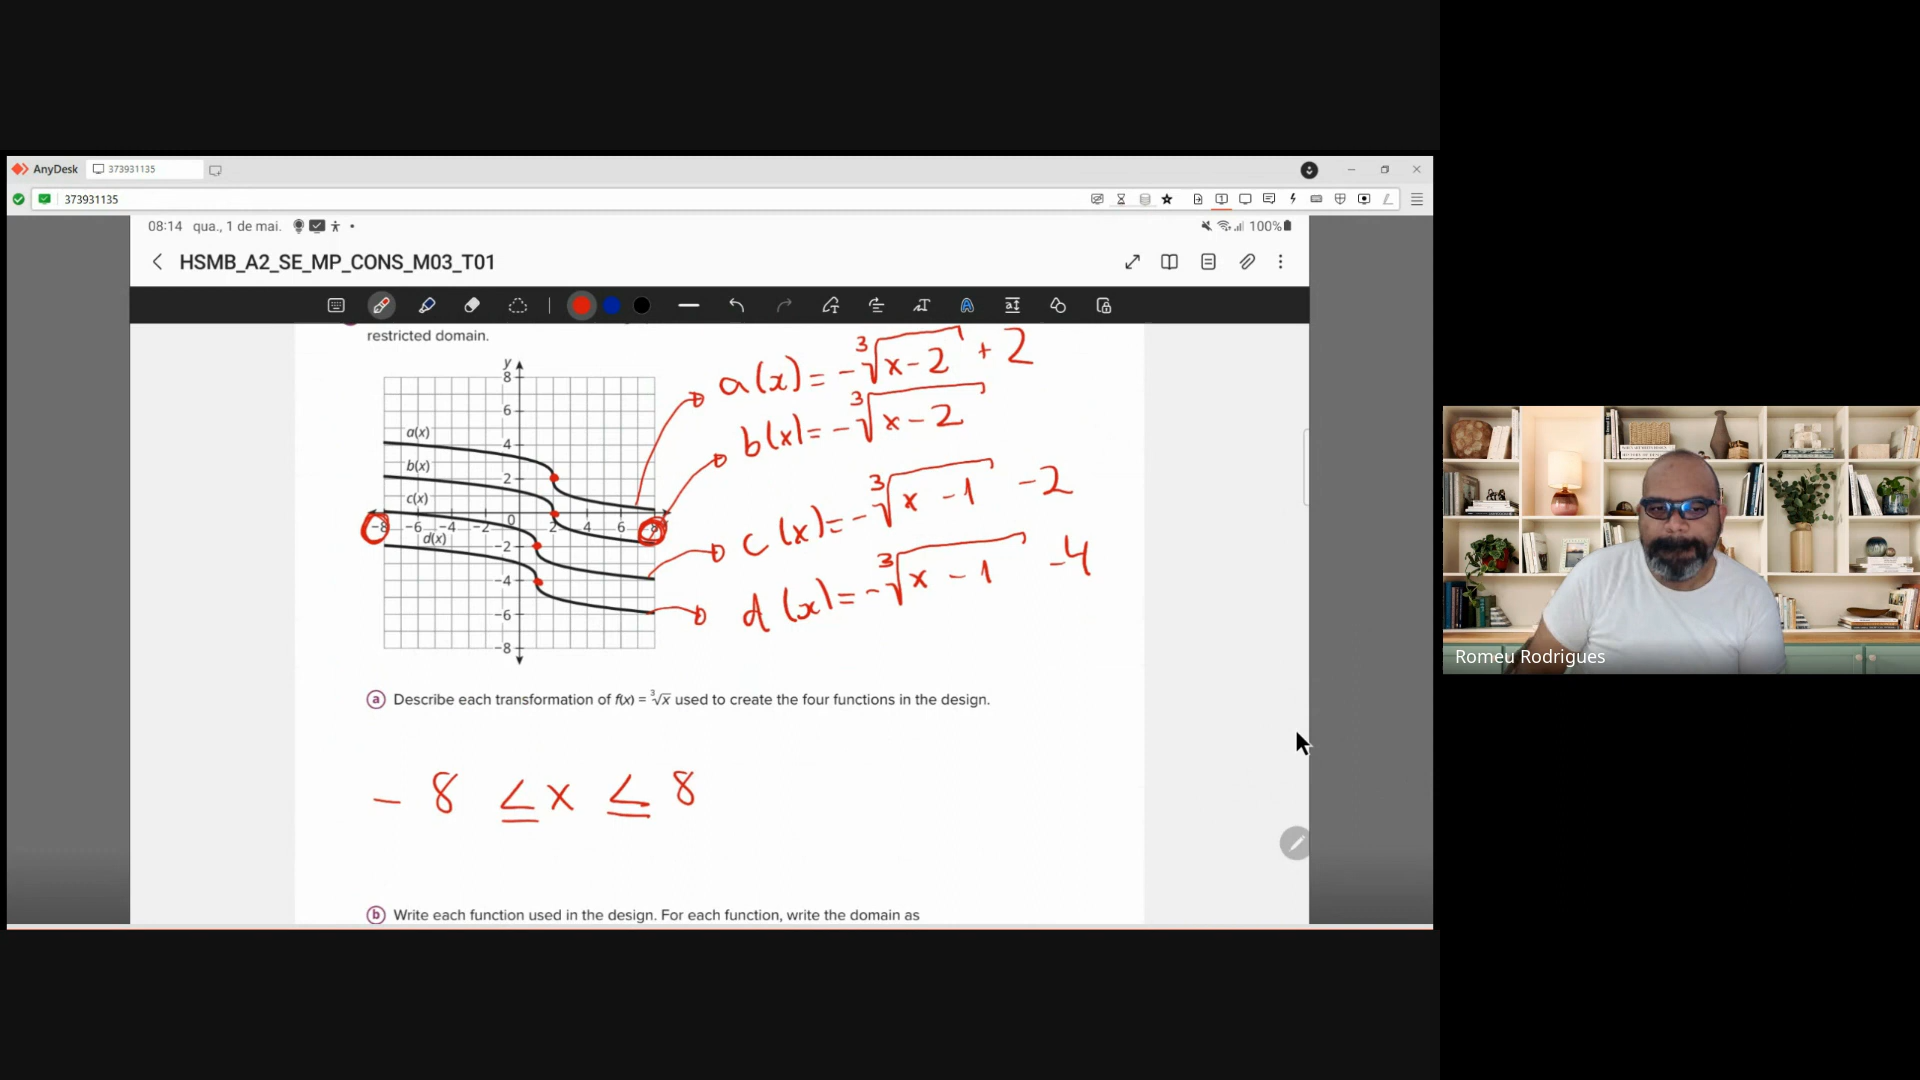 AnyDesk 373931135
373931135
08:14 qua., 1 de mai. 100%
HSMB_A2_SE_MP_CONS_M03_T01
restricted domain.
y
8
6
4
2
0
-8 -6 -4 -2 2 4 6 8
-2
-4
-6
-8
a(x)
b(x)
c(x)
d(x)
a(x) = -∛(x-2) + 2
b(x) = -∛(x-2)
c(x) = -∛(x-1) -2
d(x) = -∛(x-1) -4
a Describe each transformation of f(x) = ∛x used to create the four functions in the design.
- 8 ≤ x ≤ 8
b Write each function used in the design. For each function, write the domain as
Romeu Rodrigues